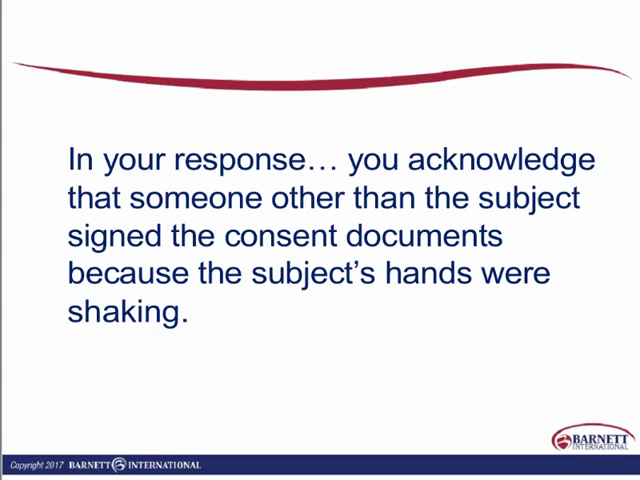 In your response… you acknowledge
that someone other than the subject
signed the consent documents
because the subject’s hands were
shaking.
BARNETT
INTERNATIONAL
Copyright 2017 BARNETT INTERNATIONAL